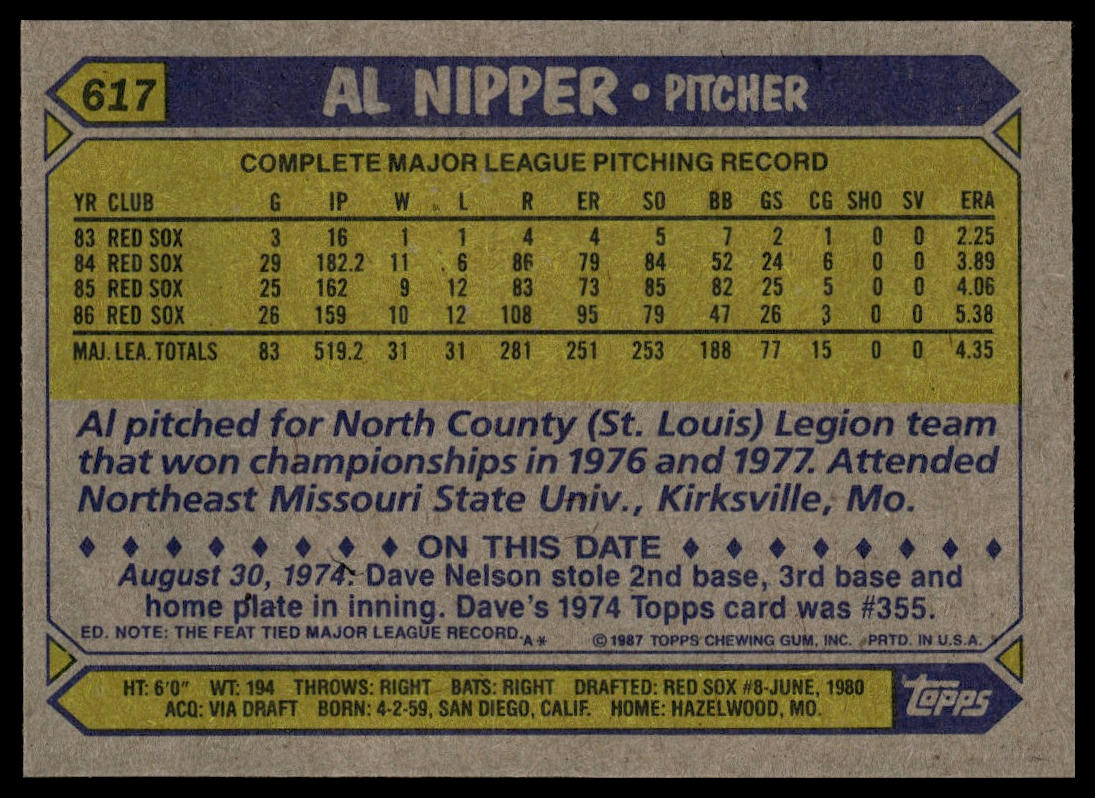 617 AL NIPPER • PITCHER
COMPLETE MAJOR LEAGUE PITCHING RECORD
YR CLUB G IP W L R ER SO BB GS CG SHO SV ERA
83 RED SOX 3 16 1 1 4 4 5 7 2 1 0 0 2.25
84 RED SOX 29 182.2 11 6 86 79 84 52 24 6 0 0 3.89
85 RED SOX 25 162 9 12 83 73 85 82 25 5 0 0 4.06
86 RED SOX 26 159 10 12 108 95 79 47 26 3 0 0 5.38
MAJ. LEA. TOTALS 83 519.2 31 31 281 251 253 188 77 15 0 0 4.35
Al pitched for North County (St. Louis) Legion team
that won championships in 1976 and 1977. Attended
Northeast Missouri State Univ., Kirksville, Mo.
♦ ♦ ♦ ♦ ♦ ♦ ♦ ♦ ON THIS DATE ♦ ♦ ♦ ♦ ♦ ♦ ♦ ♦
August 30, 1974: Dave Nelson stole 2nd base, 3rd base and
home plate in inning. Dave's 1974 Topps card was #355.
ED. NOTE: THE FEAT TIED MAJOR LEAGUE RECORD. A* ©1987 TOPPS CHEWING GUM, INC. PRTD. IN U.S.A.
HT: 6'0" WT: 194 THROWS: RIGHT BATS: RIGHT DRAFTED: RED SOX #8-JUNE, 1980
ACQ: VIA DRAFT BORN: 4-2-59, SAN DIEGO, CALIF. HOME: HAZELWOOD, MO.
topps